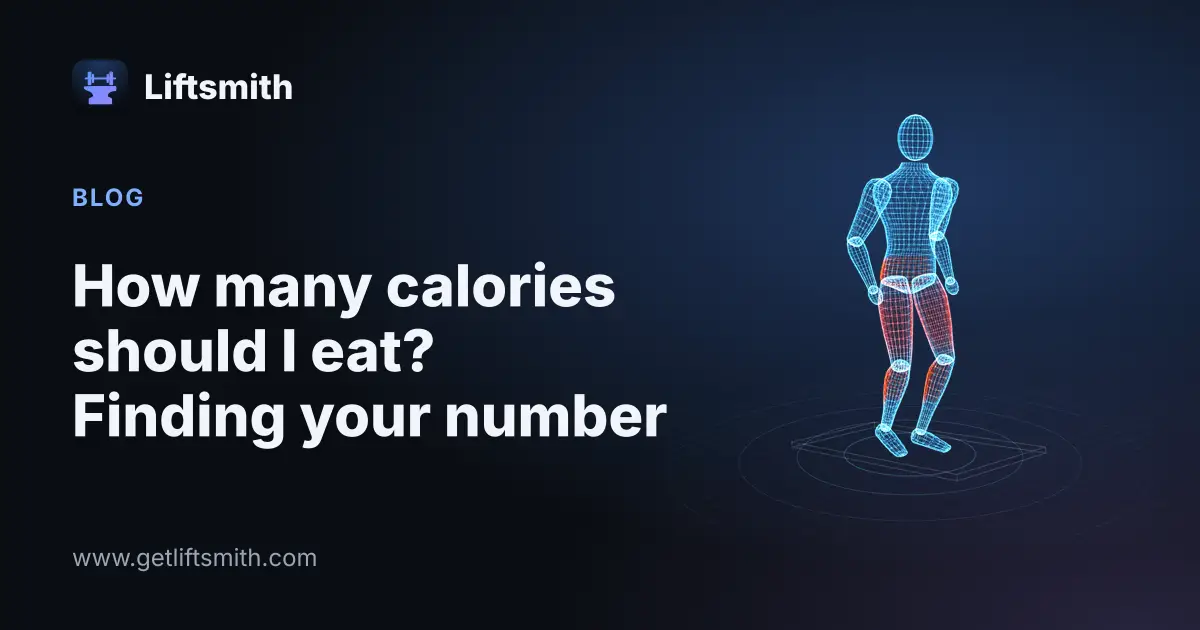 Liftsmith
BLOG
How many calories
should I eat?
Finding your number
www.getliftsmith.com